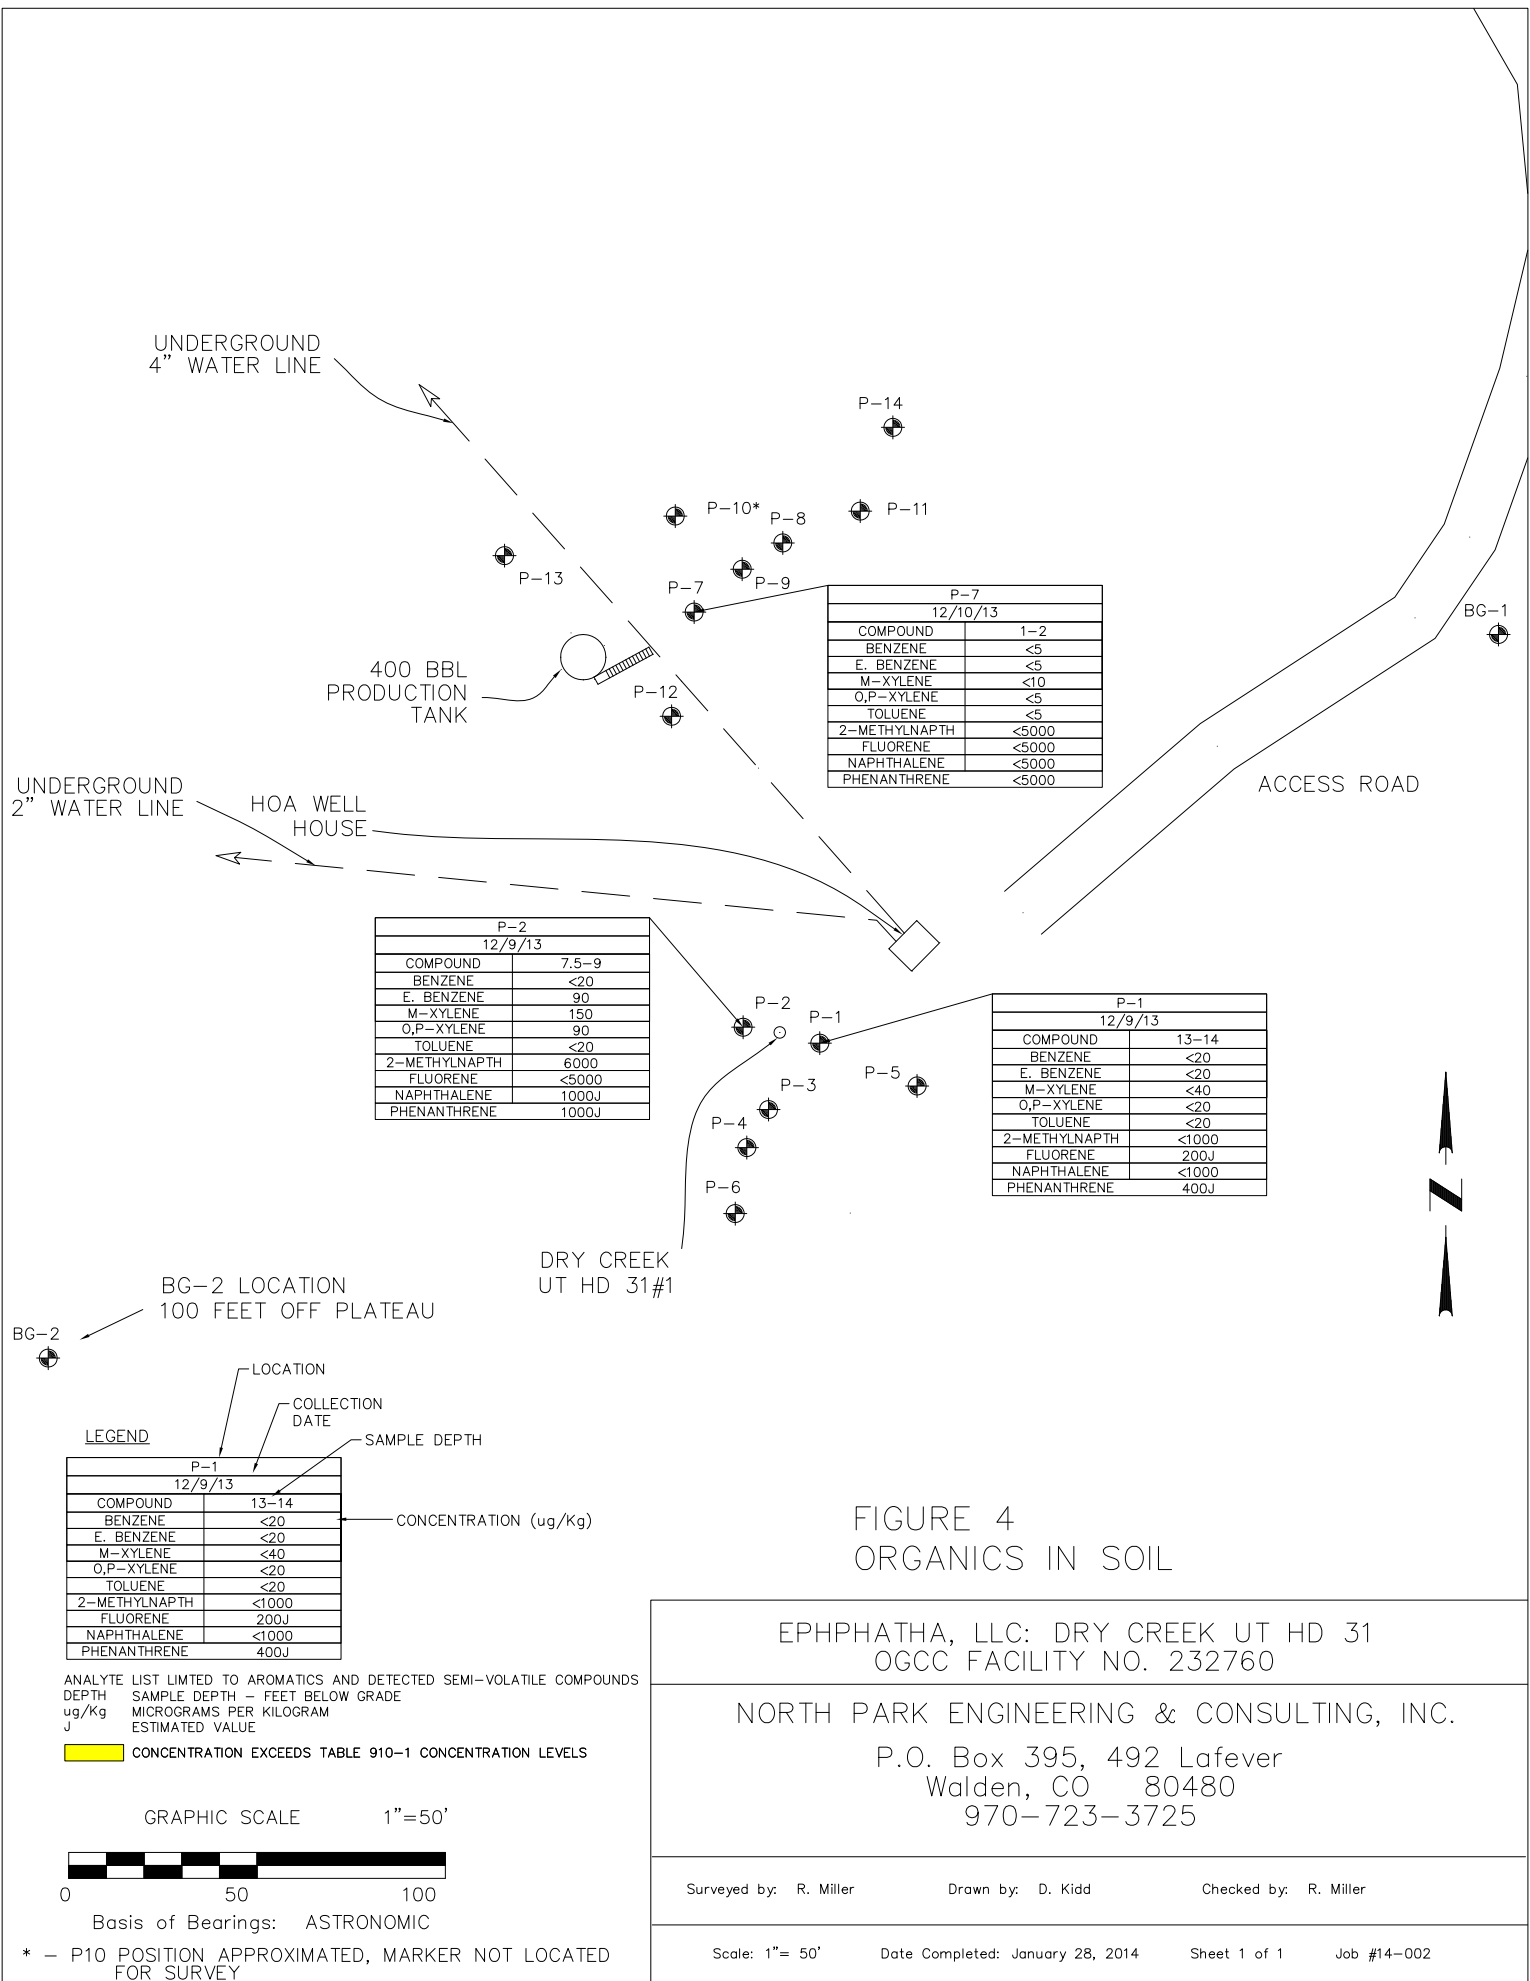 UNDERGROUND
4” WATER LINE
P-14
P-10*
P-8
P-11
P-13
P-9
P-7
P-7
12/10/13
COMPOUND 1-2
BENZENE <5
E. BENZENE <5
M-XYLENE <10
O,P-XYLENE <5
TOLUENE <5
2-METHYLNAPTH <5000
FLUORENE <5000
NAPHTHALENE <5000
PHENANTHRENE <5000
BG-1
400 BBL
PRODUCTION
TANK
P-12
UNDERGROUND
2” WATER LINE
HOA WELL
HOUSE
ACCESS ROAD
P-2
12/9/13
COMPOUND 7.5-9
BENZENE <20
E. BENZENE 90
M-XYLENE 150
O,P-XYLENE 90
TOLUENE <20
2-METHYLNAPTH 6000
FLUORENE <5000
NAPHTHALENE 1000J
PHENANTHRENE 1000J
P-2
P-1
P-1
12/9/13
COMPOUND 13-14
BENZENE <20
E. BENZENE <20
M-XYLENE <40
O,P-XYLENE <20
TOLUENE <20
2-METHYLNAPTH <1000
FLUORENE 200J
NAPHTHALENE <1000
PHENANTHRENE 400J
P-5
P-3
P-4
P-6
N
DRY CREEK
UT HD 31#1
BG-2 LOCATION
100 FEET OFF PLATEAU
BG-2
LOCATION
COLLECTION
DATE
SAMPLE DEPTH
LEGEND
P-1
12/9/13
COMPOUND 13-14
BENZENE <20
E. BENZENE <20
M-XYLENE <40
O,P-XYLENE <20
TOLUENE <20
2-METHYLNAPTH <1000
FLUORENE 200J
NAPHTHALENE <1000
PHENANTHRENE 400J
CONCENTRATION (ug/Kg)
ANALYTE LIST LIMTED TO AROMATICS AND DETECTED SEMI-VOLATILE COMPOUNDS
DEPTH SAMPLE DEPTH - FEET BELOW GRADE
ug/Kg MICROGRAMS PER KILOGRAM
J ESTIMATED VALUE
CONCENTRATION EXCEEDS TABLE 910-1 CONCENTRATION LEVELS
GRAPHIC SCALE 1”=50’
0 50 100
Basis of Bearings: ASTRONOMIC
* - P10 POSITION APPROXIMATED, MARKER NOT LOCATED
FOR SURVEY
FIGURE 4
ORGANICS IN SOIL
EPHPHATHA, LLC: DRY CREEK UT HD 31
OGCC FACILITY NO. 232760
NORTH PARK ENGINEERING & CONSULTING, INC.
P.O. Box 395, 492 Lafever
Walden, CO 80480
970-723-3725
Surveyed by: R. Miller Drawn by: D. Kidd Checked by: R. Miller
Scale: 1”= 50’ Date Completed: January 28, 2014 Sheet 1 of 1 Job #14-002